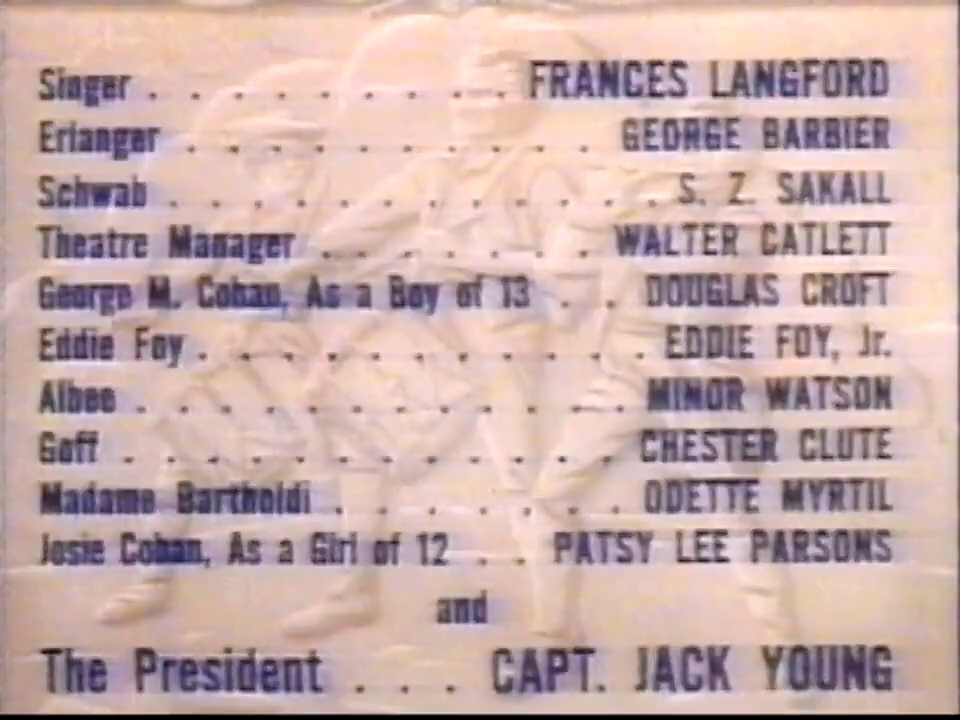 Singer . . . . . . . . . FRANCES LANGFORD
Erlanger . . . . . . . . . . . . . GEORGE BARBIER
Schwab . . . . . . . . . . . . . . . S. Z. SAKALL
Theatre Manager . . . . . . . . WALTER CATLETT
George M. Cohan, As a Boy of 13 . . DOUGLAS CROFT
Eddie Foy . . . . . . . . . . . . . EDDIE FOY, Jr.
Albee . . . . . . . . . . . . . . MINOR WATSON
Goff . . . . . . . . . . . . . . CHESTER CLUTE
Madame Bartholdi . . . . . . . . ODETTE MYRTIL
Josie Cohan, As a Girl of 12 . . PATSY LEE PARSONS
and
The President . . . CAPT. JACK YOUNG